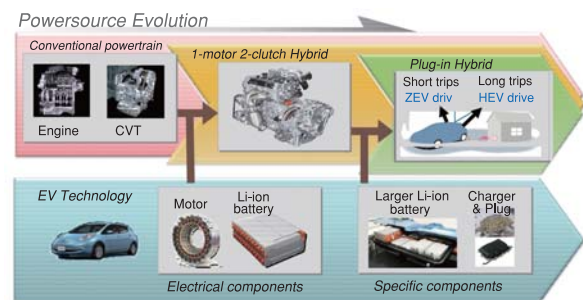 Powersource Evolution
Conventional powertrain
1-motor 2-clutch Hybrid
Plug-in Hybrid
Engine
CVT
Short trips
ZEV driv
Long trips
HEV drive
EV Technology
Motor
Li-ion
battery
Electrical components
Larger Li-ion
battery
Charger
& Plug
Specific components